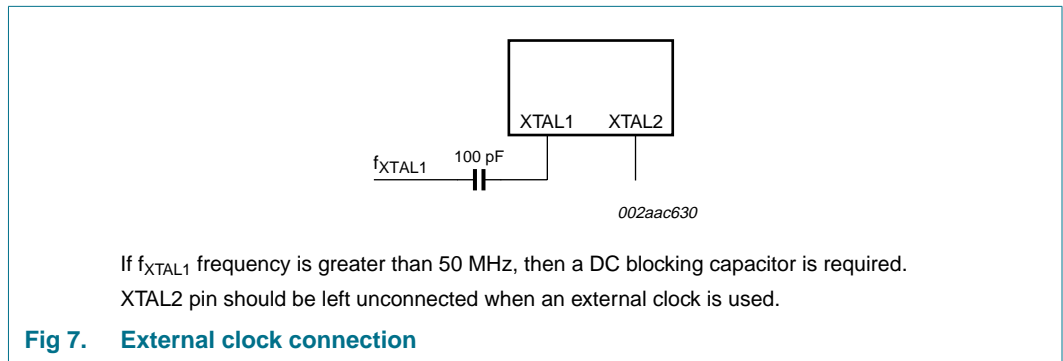 XTAL1 XTAL2
fXTAL1 100 pF
002aac630
If fXTAL1 frequency is greater than 50 MHz, then a DC blocking capacitor is required.
XTAL2 pin should be left unconnected when an external clock is used.
Fig 7. External clock connection